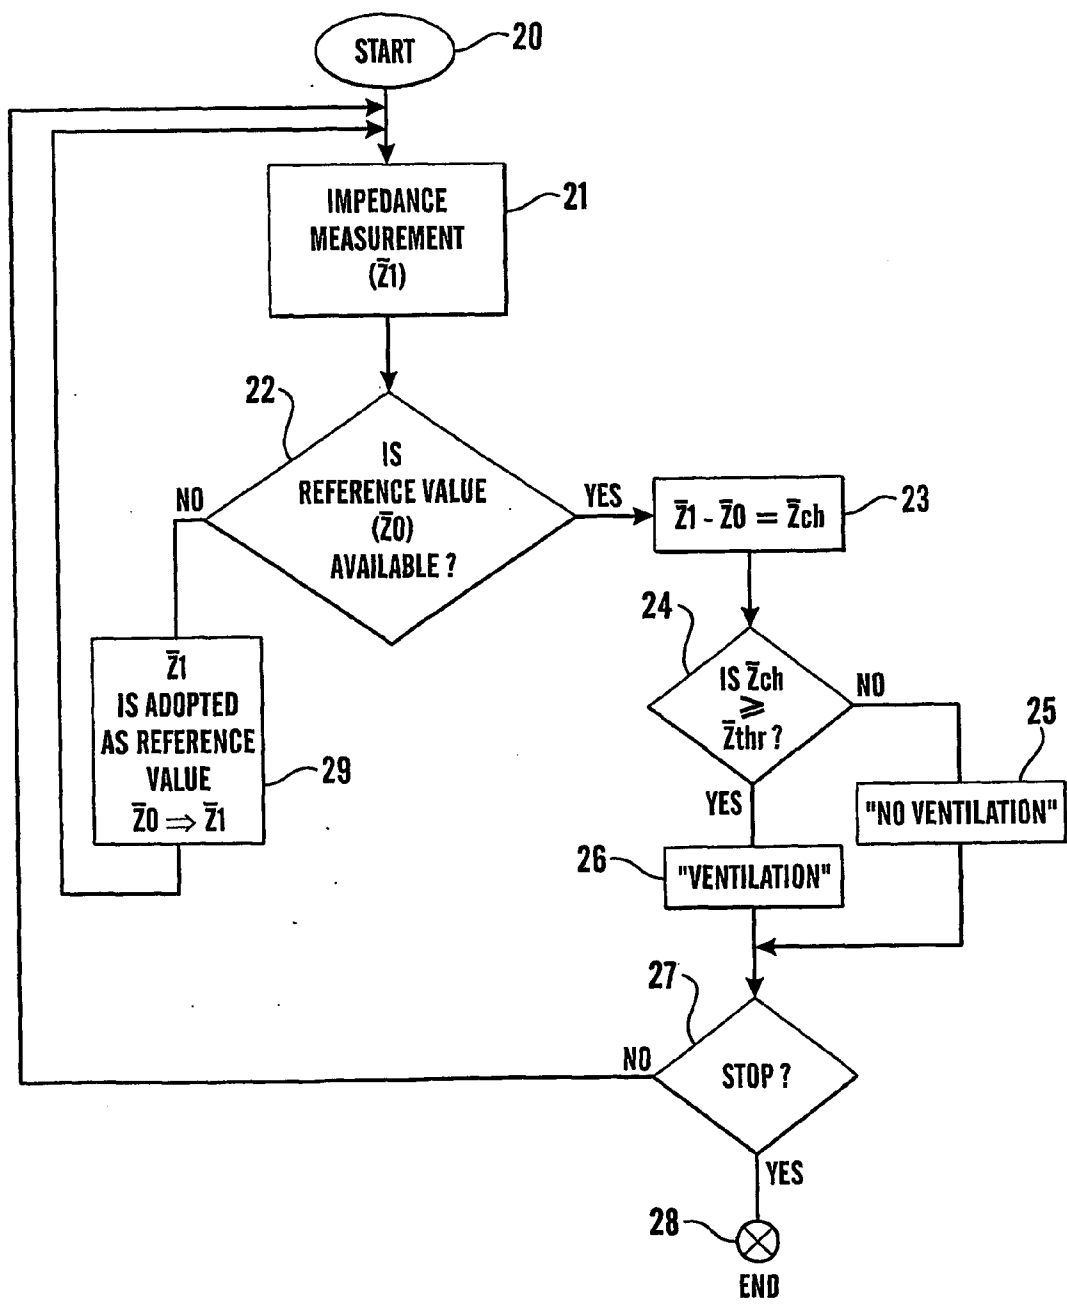 START
20
IMPEDANCE
MEASUREMENT
(Z̃1)
21
22
IS
REFERENCE VALUE
(Z̄0)
AVAILABLE ?
NO
YES
Z̄1 - Z̄0 = Z̄ch
23
24
IS Z̄ch
⩾
Z̄thr ?
NO
YES
25
"NO VENTILATION"
Z̄1
IS ADOPTED
AS REFERENCE
VALUE
Z̄0 ⇒ Z̄1
29
26
"VENTILATION"
27
STOP ?
NO
YES
28
END